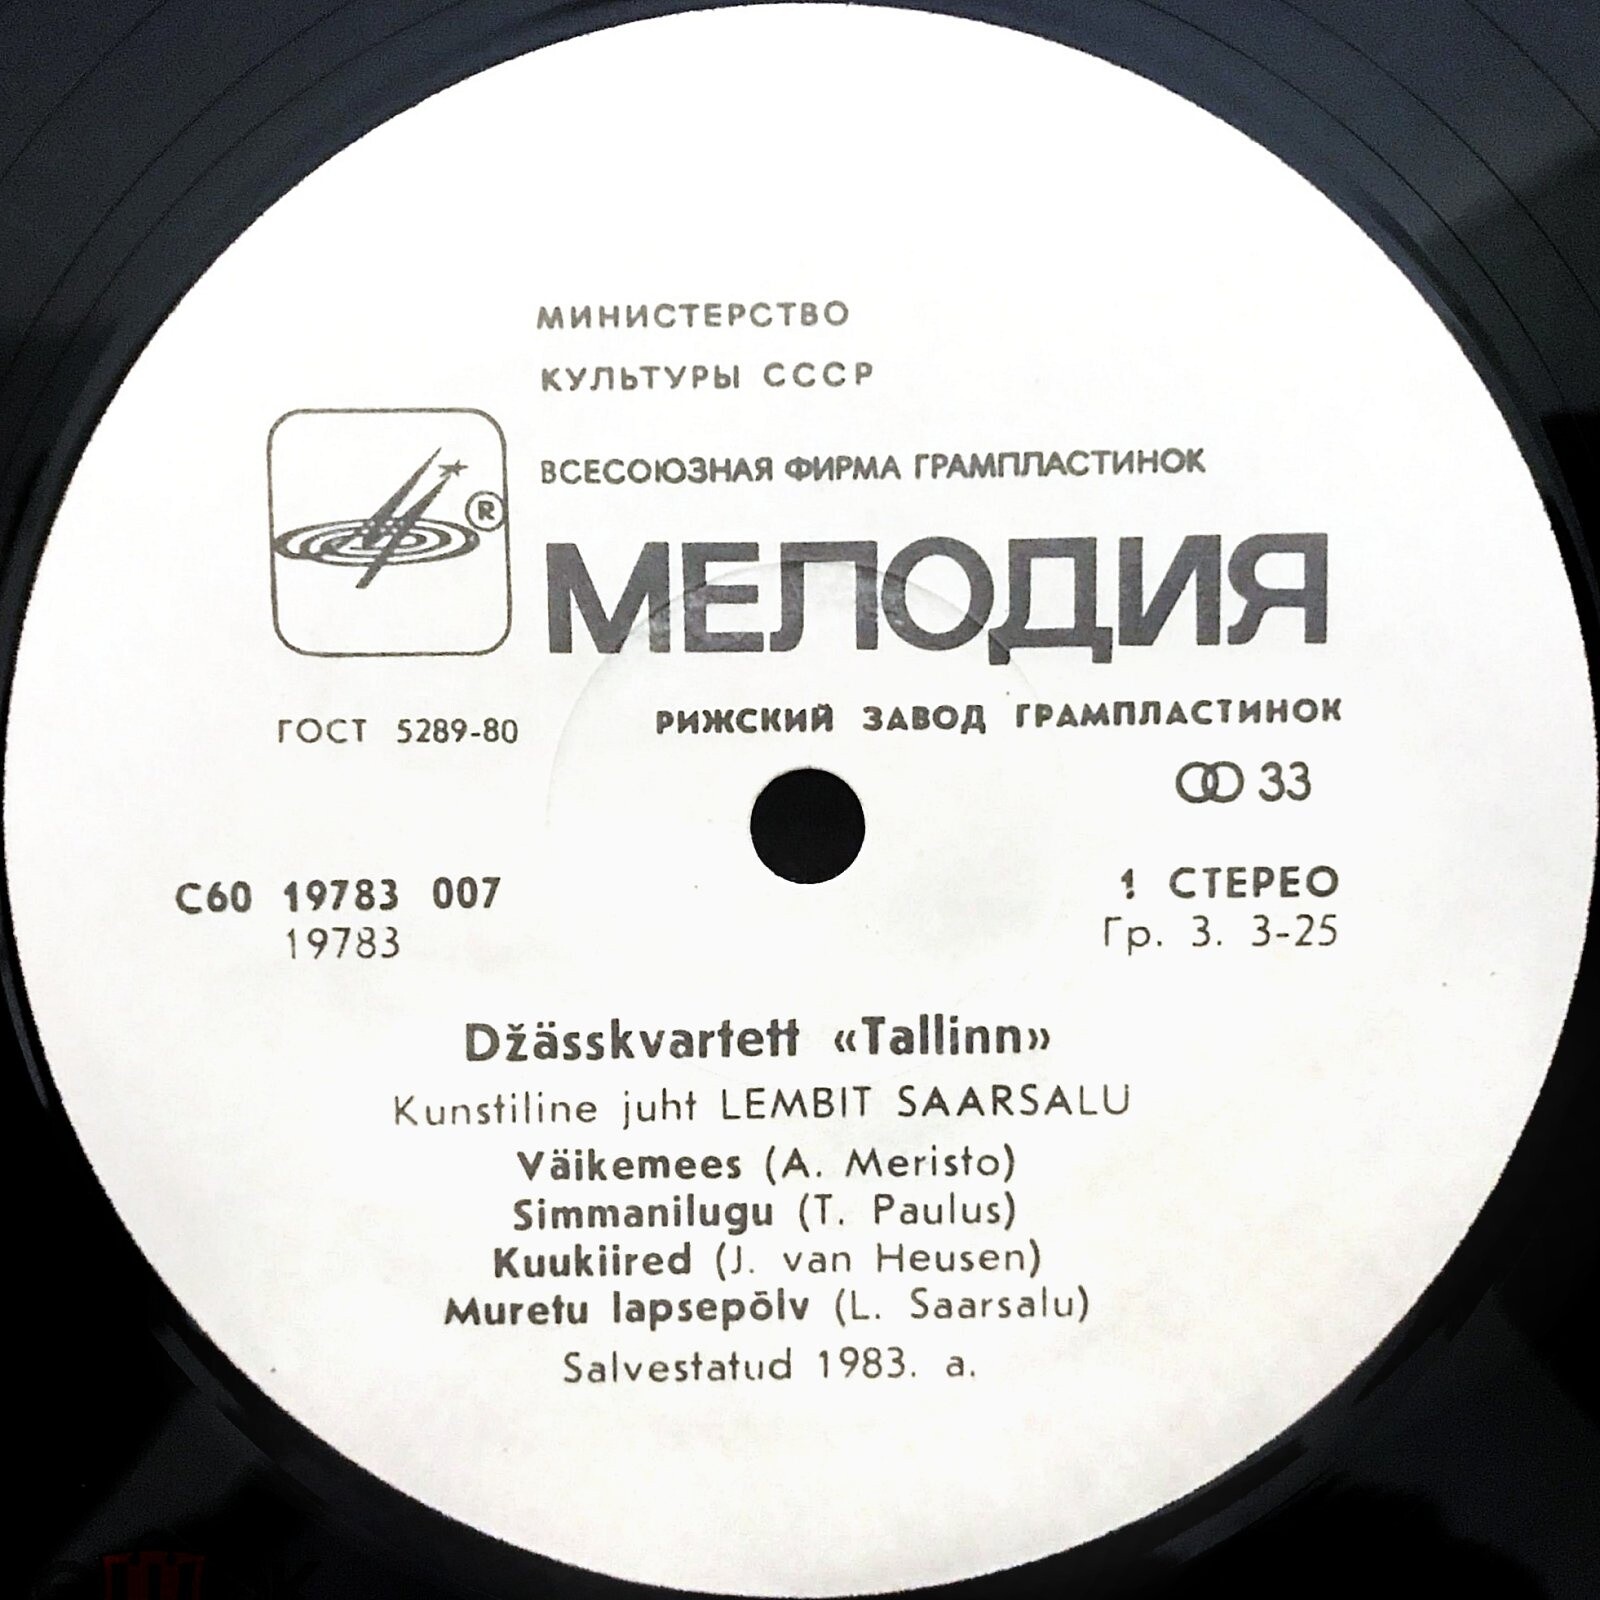 МИНИСТЕРСТВО
КУЛЬТУРЫ СССР
ВСЕСОЮЗНАЯ ФИРМА ГРАМПЛАСТИНОК
®
МЕЛОДИЯ
ГОСТ 5289-80
РИЖСКИЙ ЗАВОД ГРАМПЛАСТИНОК
33
С60 19783 007
19783
1 СТЕРЕО
Гр. 3. 3-25
Džässkvartett «Tallinn»
Kunstiline juht LEMBIT SAARSALU
Väikemees (A. Meristo)
Simmanilugu (T. Paulus)
Kuukiired (J. van Heusen)
Muretu lapsepõlv (L. Saarsalu)
Salvestatud 1983. a.